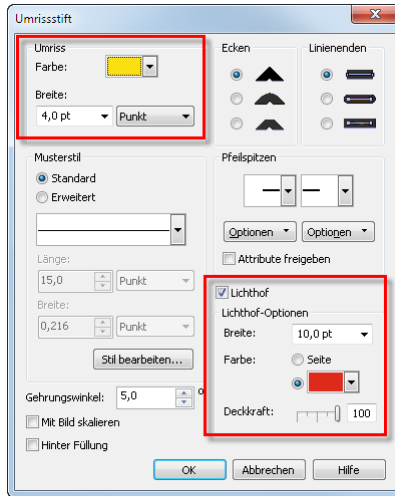 Umrissstift
Umriss
Farbe:
Breite:
4,0 pt
Punkt
Ecken
Linienenden
Musterstil
Standard
Erweitert
Länge:
15,0
Punkt
Breite:
0,216
Punkt
Stil bearbeiten...
Gehrungswinkel:
5,0
°
Mit Bild skalieren
Hinter Füllung
Pfeilspitzen
Optionen
Optionen
Attribute freigeben
Lichthof
Lichthof-Optionen
Breite:
10,0 pt
Farbe:
Seite
Deckkraft:
100
OK
Abbrechen
Hilfe